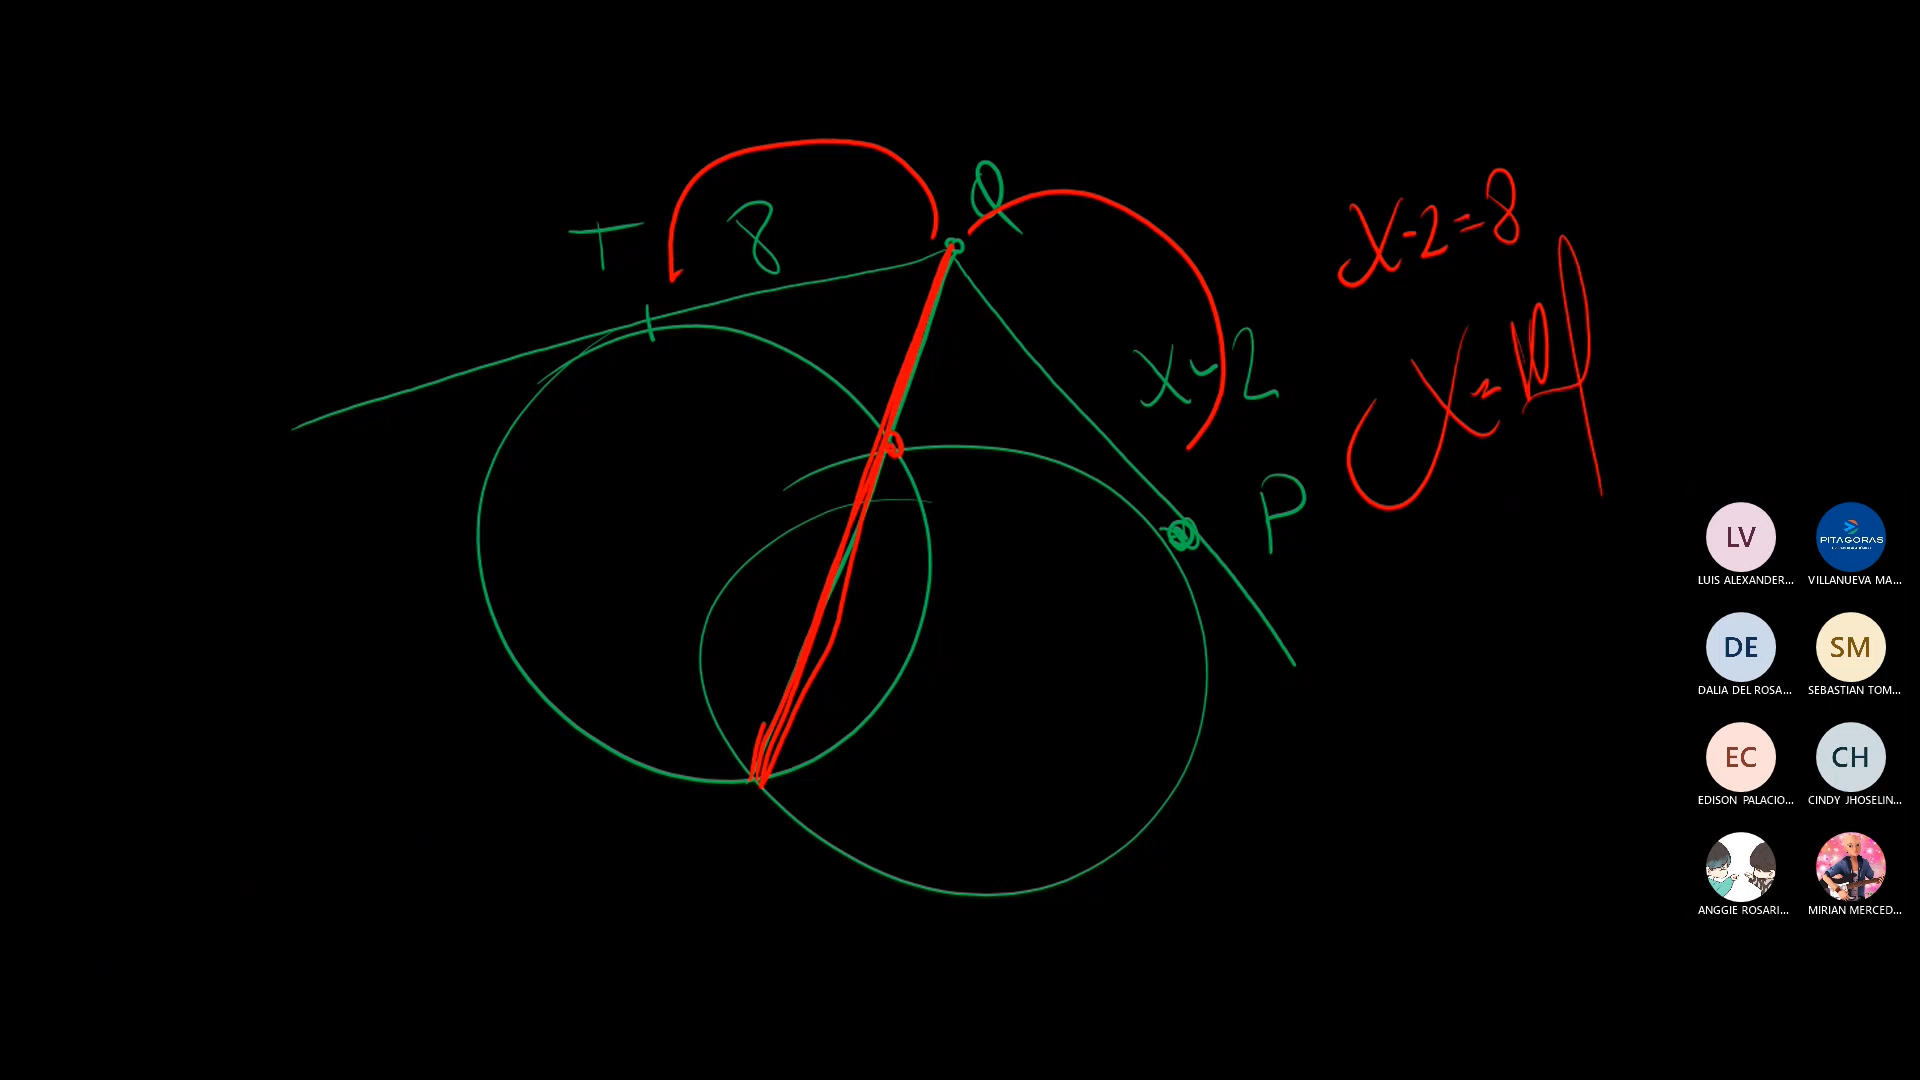 T
8
Q
x-2=8
x-2
x=10
P
LV
PITAGORAS
LUIS ALEXANDER...
VILLANUEVA MA...
DE
SM
DALIA DEL ROSA...
SEBASTIAN TOM...
EC
CH
EDISON PALACIO...
CINDY JHOSELIN...
ANGGIE ROSARI...
MIRIAN MERCED...